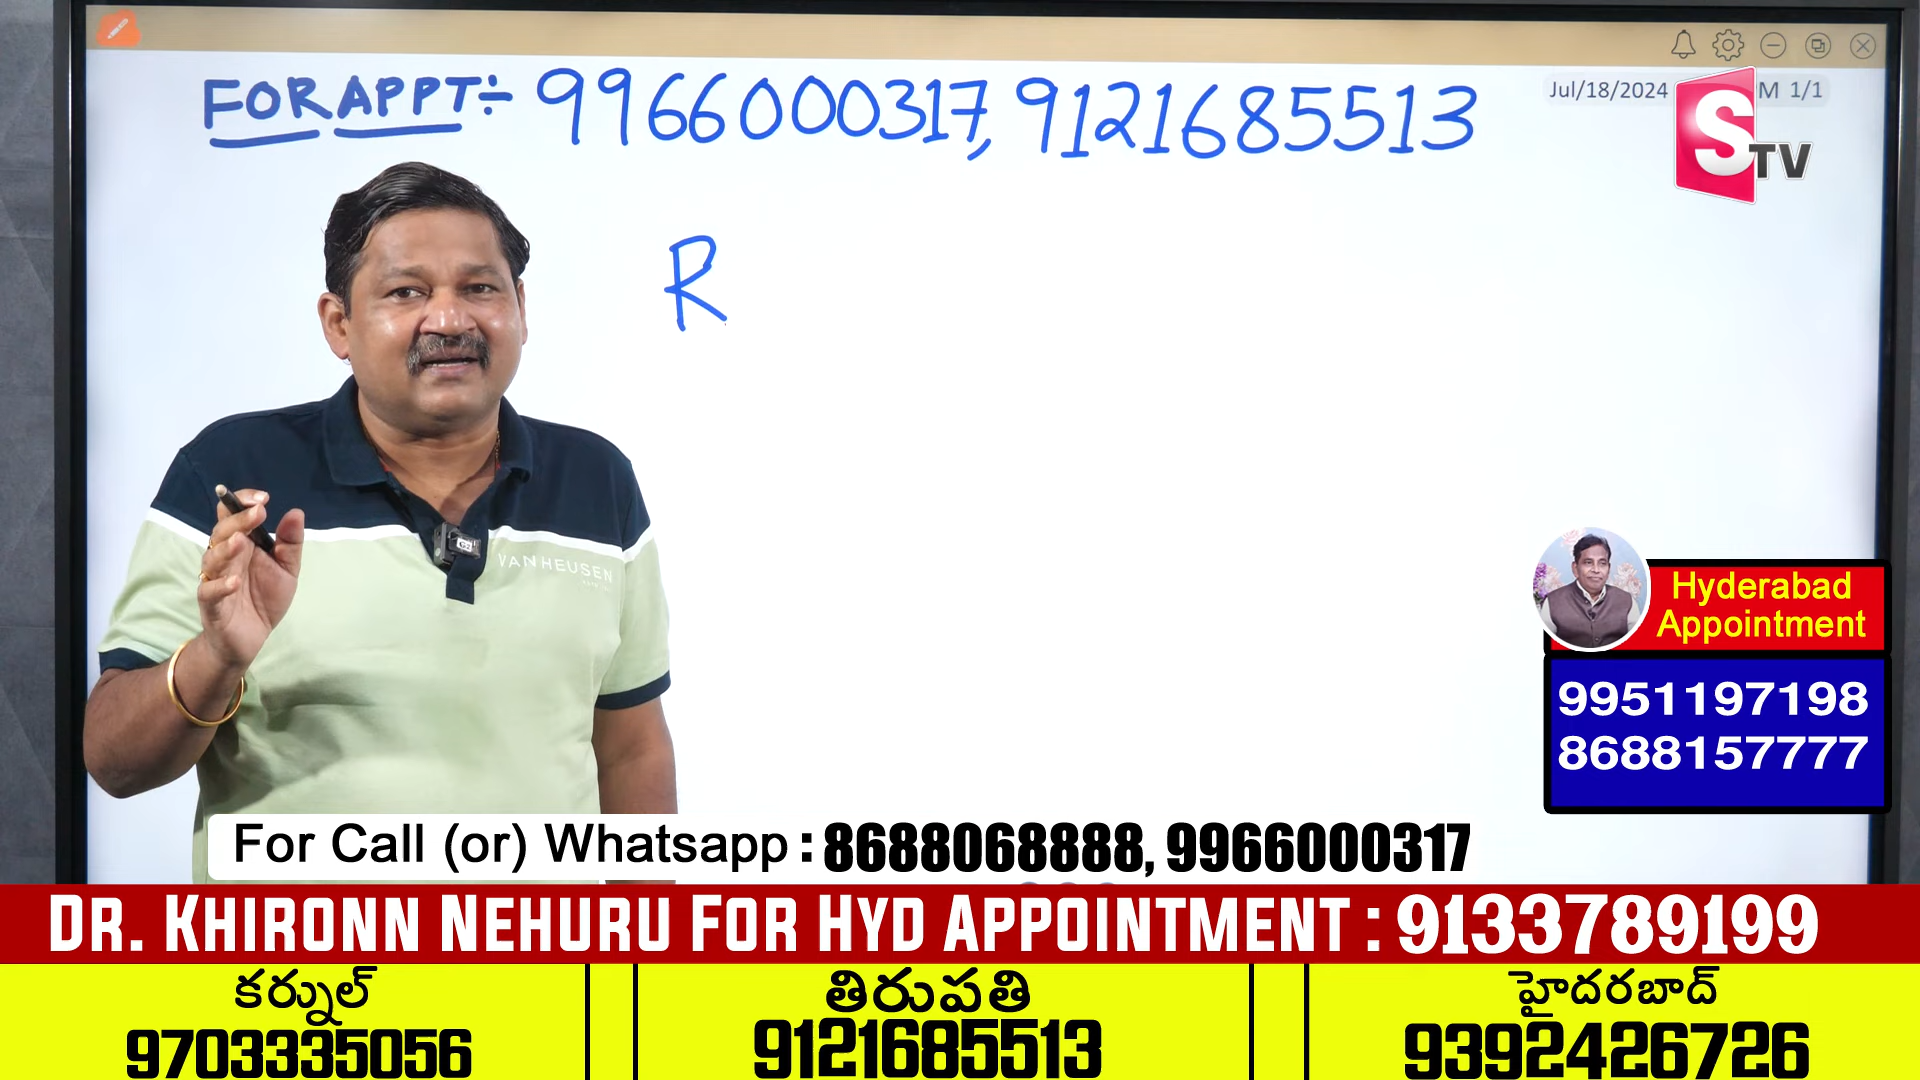 FOR APPT:- 9966000317, 9121685513
Jul/18/2024 M 1/1
STV
R
VAN HEUSEN
Hyderabad
Appointment
9951197198
8688157777
For Call (or) Whatsapp : 8688068888, 9966000317
DR. KHIRONN NEHURU FOR HYD APPOINTMENT : 9133789199
కర్నుల్
9703335056
తిరుపతి
9121685513
హైదరబాద్
9392426726